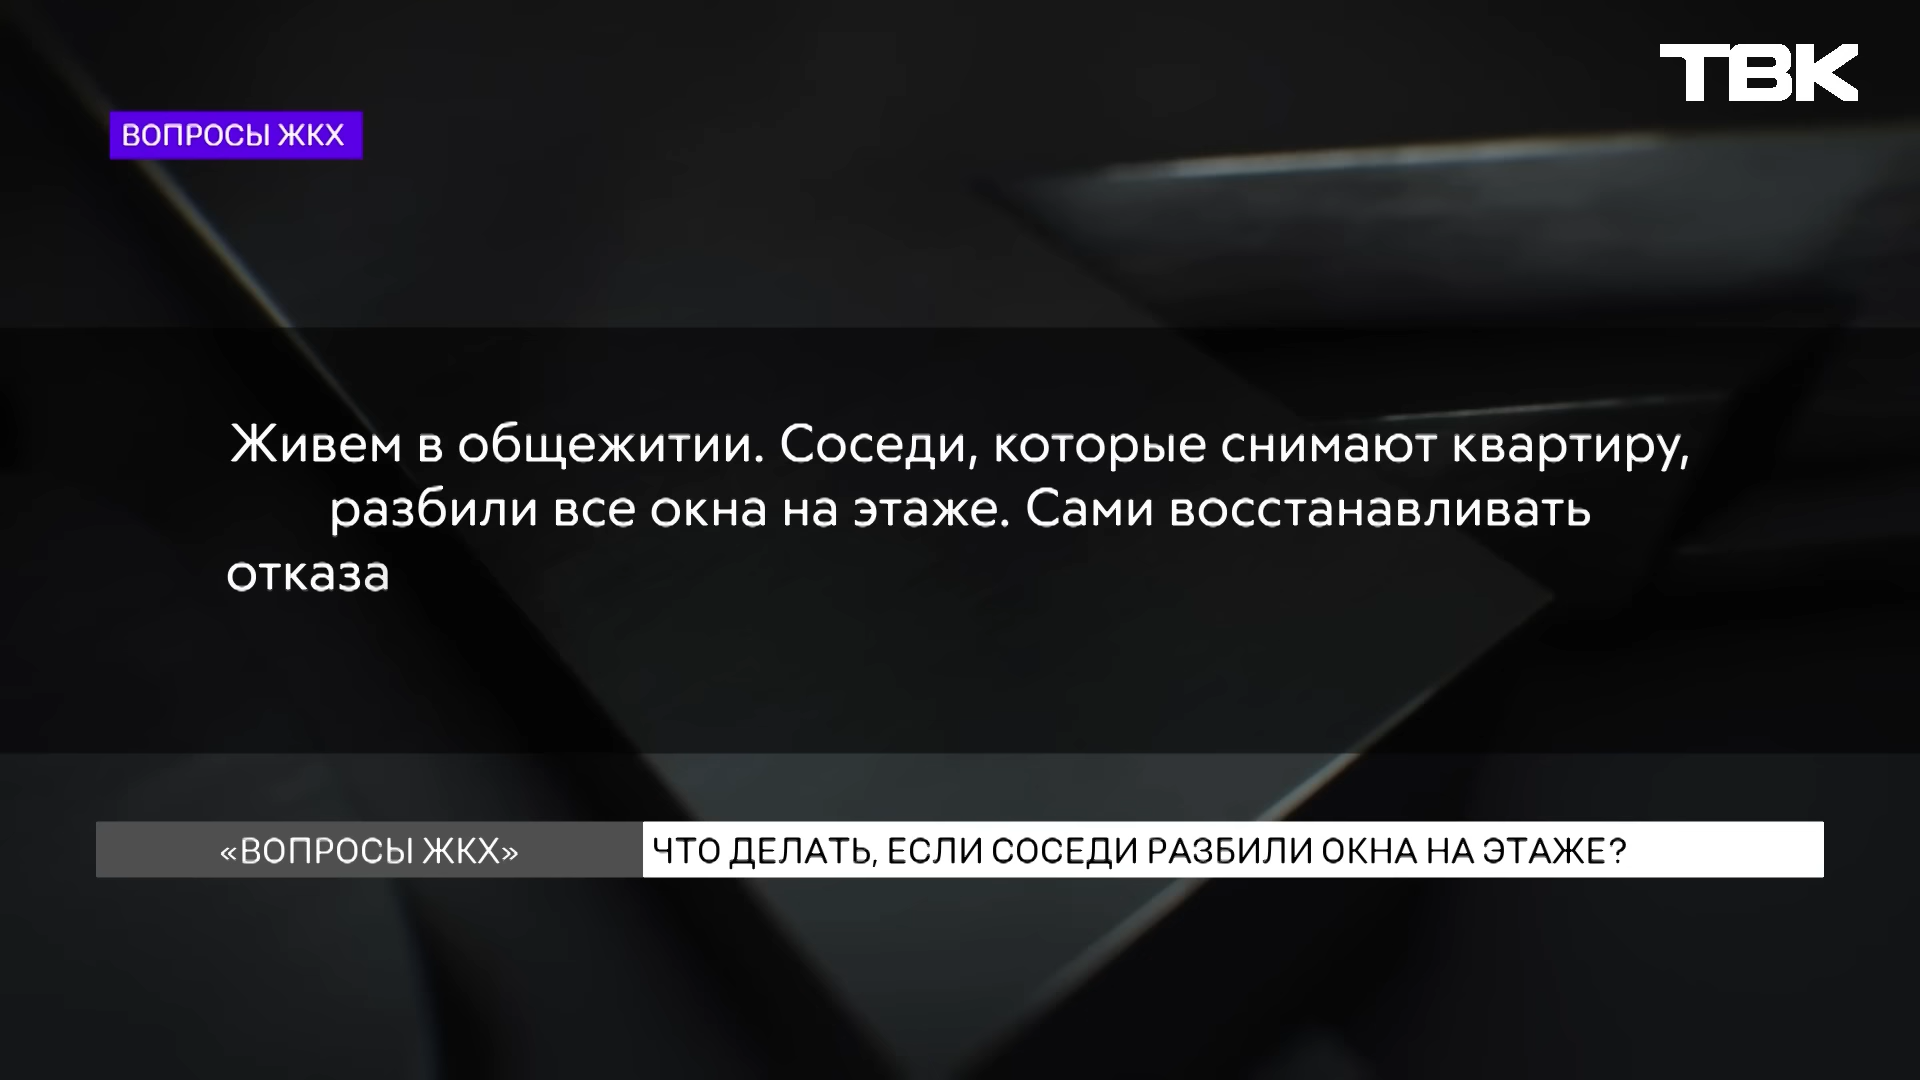 ТВК
ВОПРОСЫ ЖКХ
Живем в общежитии. Соседи, которые снимают квартиру,
разбили все окна на этаже. Сами восстанавливать
отказа
«ВОПРОСЫ ЖКХ»
ЧТО ДЕЛАТЬ, ЕСЛИ СОСЕДИ РАЗБИЛИ ОКНА НА ЭТАЖЕ?